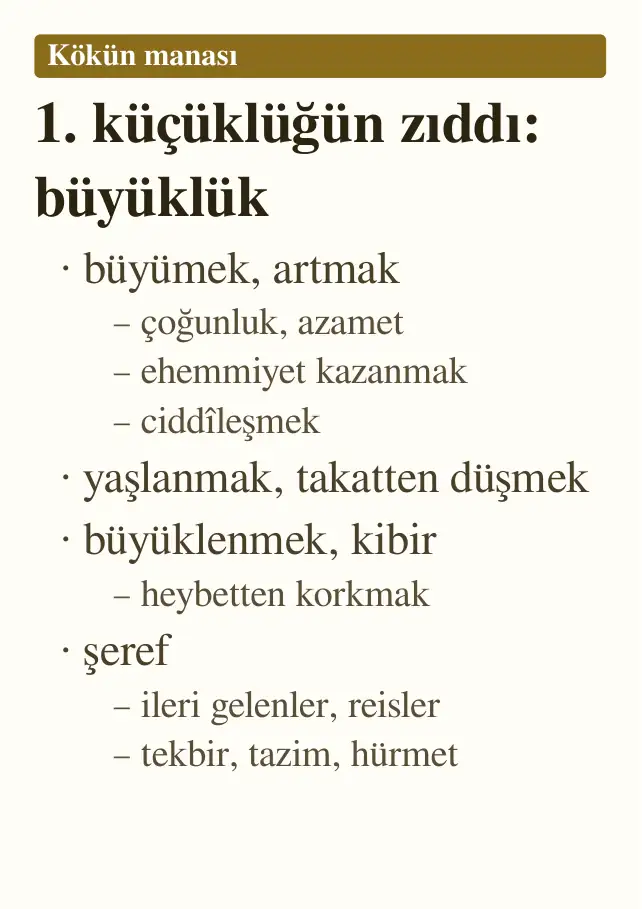 Kökün manası
1. küçüklüğün zıddı:
büyüklük
· büyümek, artmak
– çoğunluk, azamet
– ehemmiyet kazanmak
– ciddîleşmek
· yaşlanmak, takatten düşmek
· büyüklenmek, kibir
– heybetten korkmak
· şeref
– ileri gelenler, reisler
– tekbir, tazim, hürmet